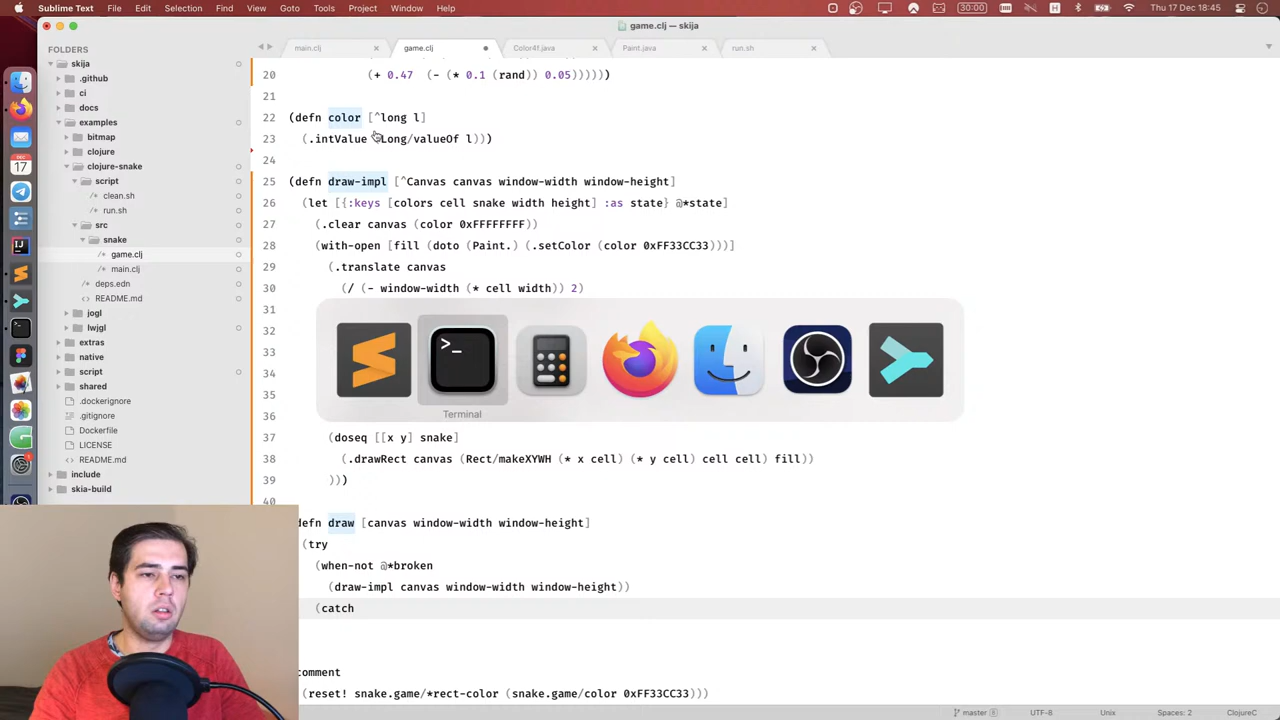 Sublime Text File Edit Selection Find View Goto Tools Project Window Help 30:00 Thu 17 Dec 18:45
game.clj — skija
FOLDERS
skija
.github
ci
docs
examples
bitmap
clojure
clojure-snake
script
clean.sh
run.sh
src
snake
game.clj
main.clj
deps.edn
README.md
jogl
lwjgl
extras
native
script
shared
.dockerignore
.gitignore
Dockerfile
LICENSE
README.md
include
skia-build
main.clj game.clj Color4f.java Paint.java run.sh
20 (+ 0.47 (- (* 0.1 (rand)) 0.05)))))
21
22 (defn color [^long l]
23 (.intValue Long/valueOf l)))
24
25 (defn draw-impl [^Canvas canvas window-width window-height]
26 (let [{:keys [colors cell snake width height] :as state} @*state]
27 (.clear canvas (color 0xFFFFFFFF))
28 (with-open [fill (doto (Paint.) (.setColor (color 0xFF33CC33)))]
29 (.translate canvas
30 (/ (- window-width (* cell width)) 2)
31
32
33
34
35
36
Terminal
37 (doseq [[x y] snake]
38 (.drawRect canvas (Rect/makeXYWH (* x cell) (* y cell) cell cell) fill))
39 )))
40
defn draw [canvas window-width window-height]
(try
(when-not @*broken
(draw-impl canvas window-width window-height))
(catch
comment
(reset! snake.game/*rect-color (snake.game/color 0xFF33CC33)))
master 8 UTF-8 Unix Spaces: 2 ClojureC